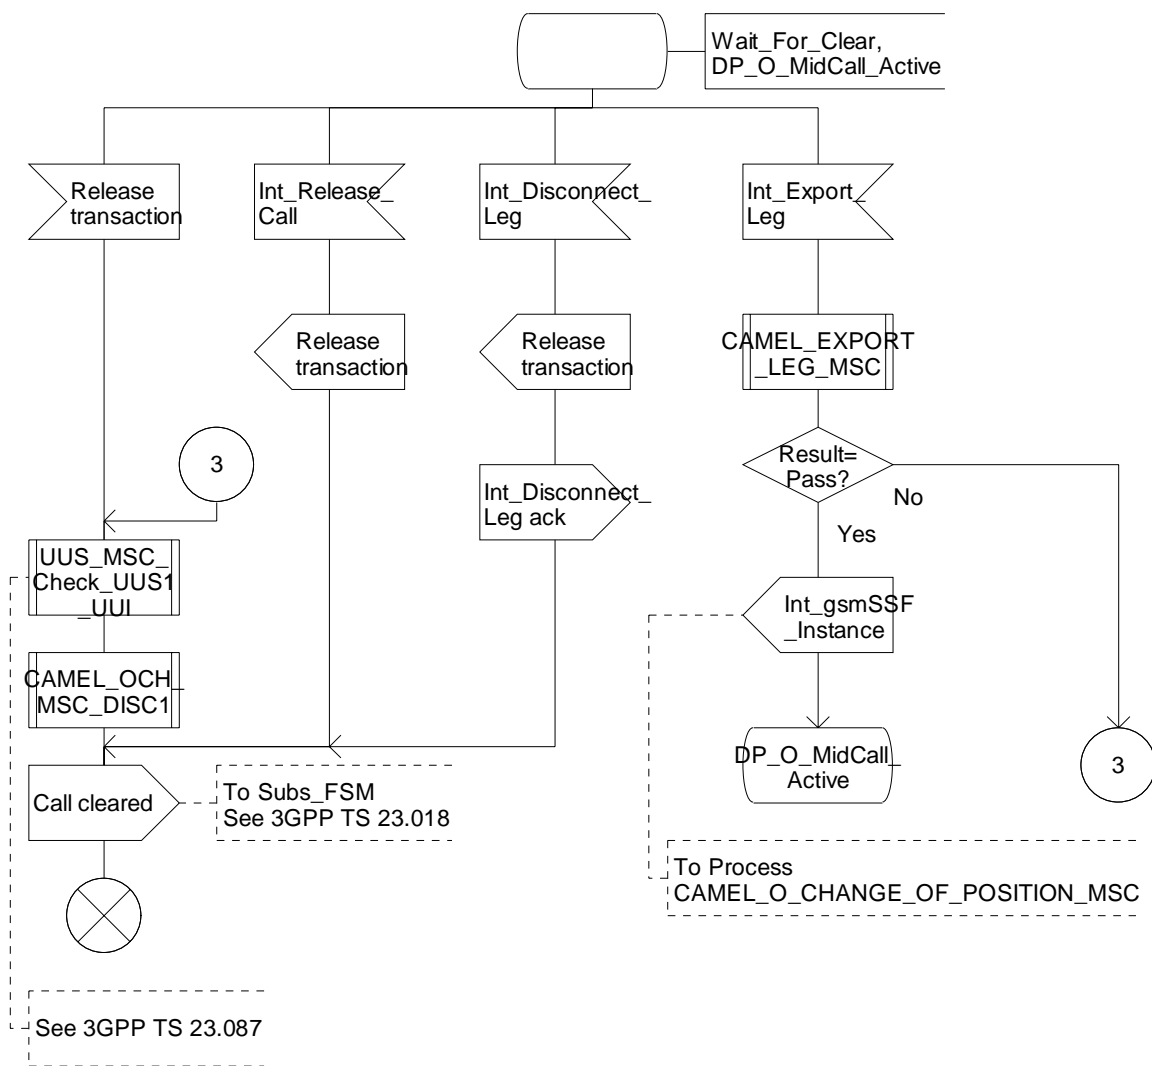 Wait_For_Clear,
DP_O_MidCall_Active
Release
transaction
Int_Release_
Call
Int_Disconnect_
Leg
Int_Export_
Leg
Release
transaction
Release
transaction
CAMEL_EXPORT
_LEG_MSC
3
Result=
Pass?
No
Yes
Int_Disconnect_
Leg ack
UUS_MSC_
Check_UUS1
_UUI
Int_gsmSSF
_Instance
CAMEL_OCH_
MSC_DISC1
DP_O_MidCall_
Active
3
Call cleared
To Subs_FSM
See 3GPP TS 23.018
To Process
CAMEL_O_CHANGE_OF_POSITION_MSC
See 3GPP TS 23.087